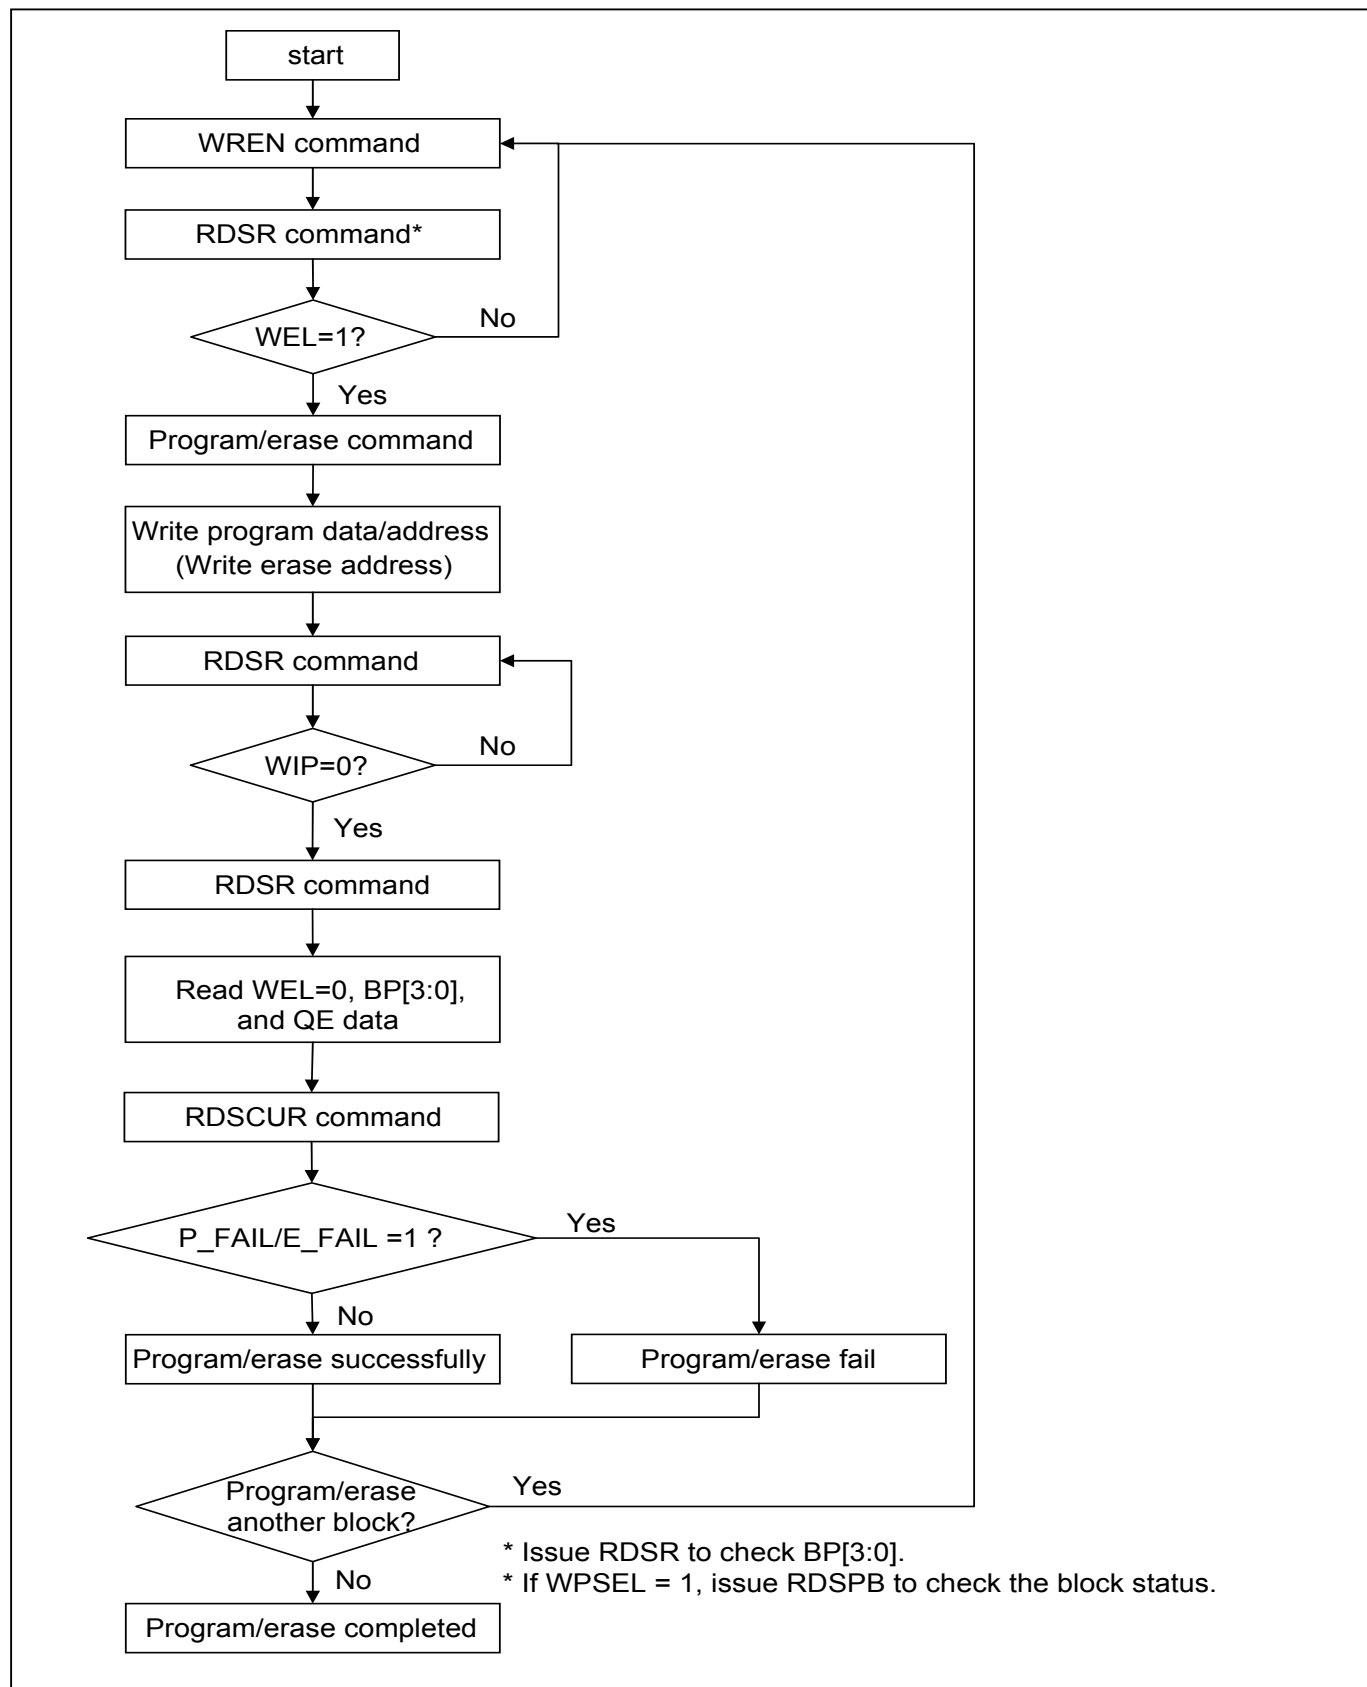 start
WREN command
RDSR command*
WEL=1?
No
Yes
Program/erase command
Write program data/address
(Write erase address)
RDSR command
WIP=0?
No
Yes
RDSR command
Read WEL=0, BP[3:0],
and QE data
RDSCUR command
P_FAIL/E_FAIL =1 ?
Yes
No
Program/erase successfully
Program/erase fail
Program/erase
another block?
Yes
* Issue RDSR to check BP[3:0].
* If WPSEL = 1, issue RDSPB to check the block status.
No
Program/erase completed